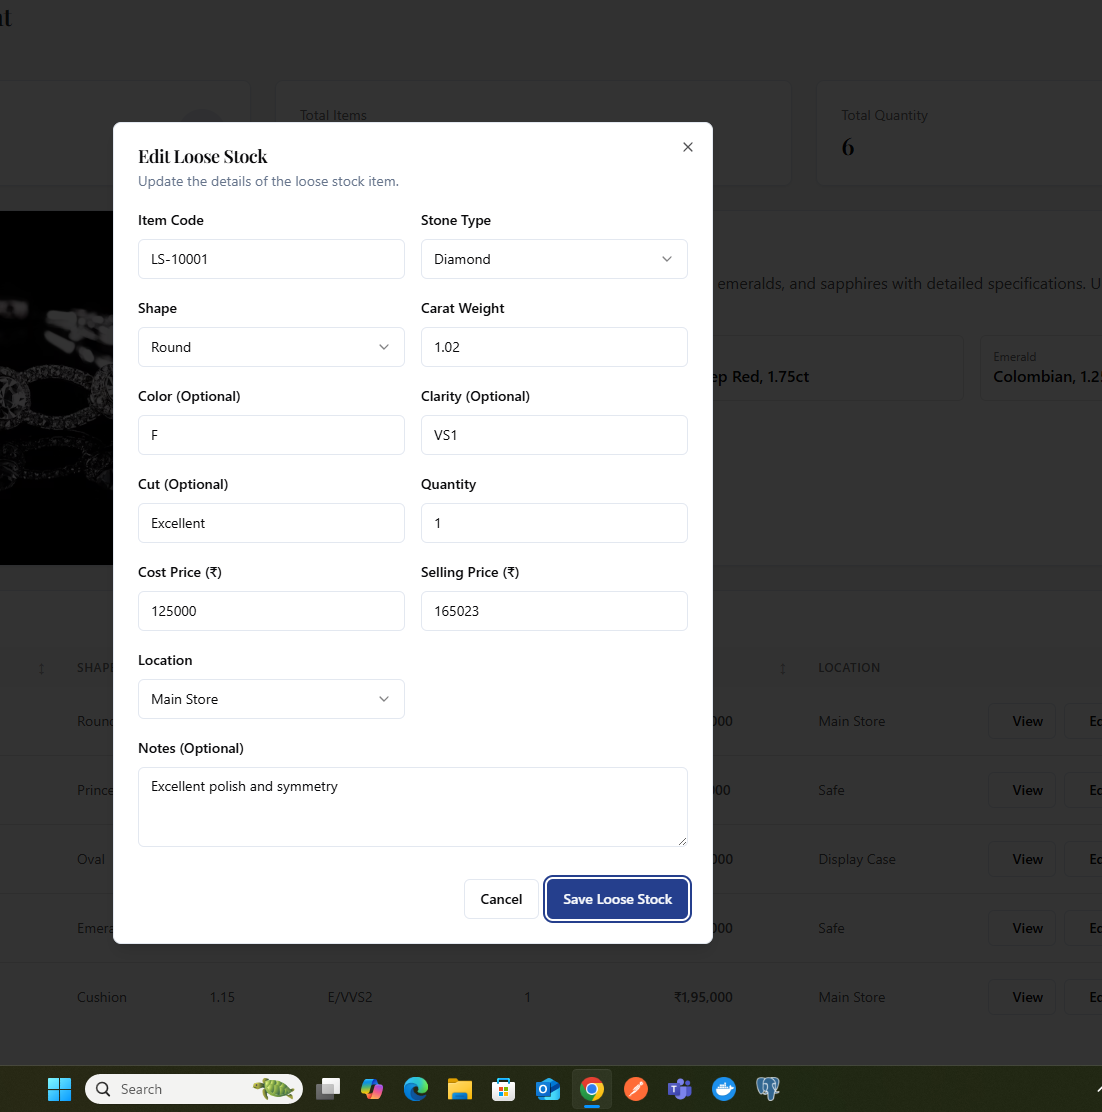 Total Items
Total Quantity
6
Edit Loose Stock
Update the details of the loose stock item.
Item Code
Stone Type
LS-10001
Diamond
Shape
Carat Weight
Round
1.02
Color (Optional)
Clarity (Optional)
F
VS1
Cut (Optional)
Quantity
Excellent
1
Cost Price (₹)
Selling Price (₹)
125000
165023
Location
Main Store
Notes (Optional)
Excellent polish and symmetry
Cancel
Save Loose Stock
emeralds, and sapphires with detailed specifications. U
ep Red, 1.75ct
Emerald
Colombian, 1.2
SHAP
LOCATION
Round
000
Main Store
View
Ed
Prince
000
Safe
View
Ed
Oval
000
Display Case
View
Ed
Emera
000
Safe
View
Ed
Cushion
1.15
E/VVS2
1
₹1,95,000
Main Store
View
Ed
Search